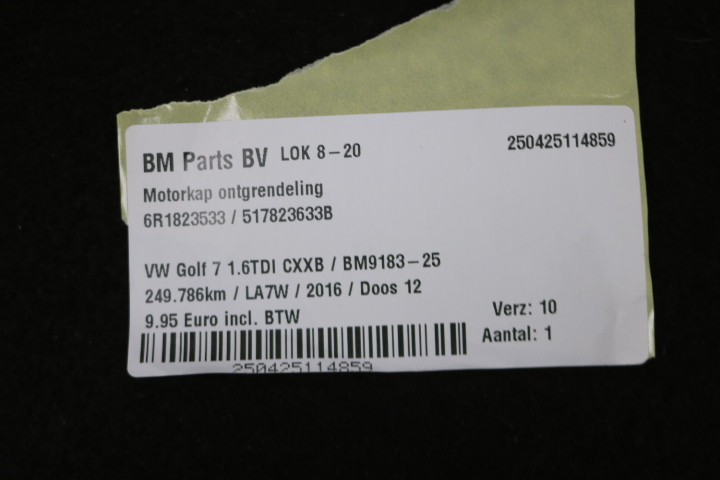 BM Parts BV LOK 8-20 250425114859
Motorkap ontgrendeling
6R1823533 / 517823633B
VW Golf 7 1.6TDI CXXB / BM9183-25
249.786km / LA7W / 2016 / Doos 12
9.95 Euro incl. BTW Verz: 10
Aantal: 1
250425114859